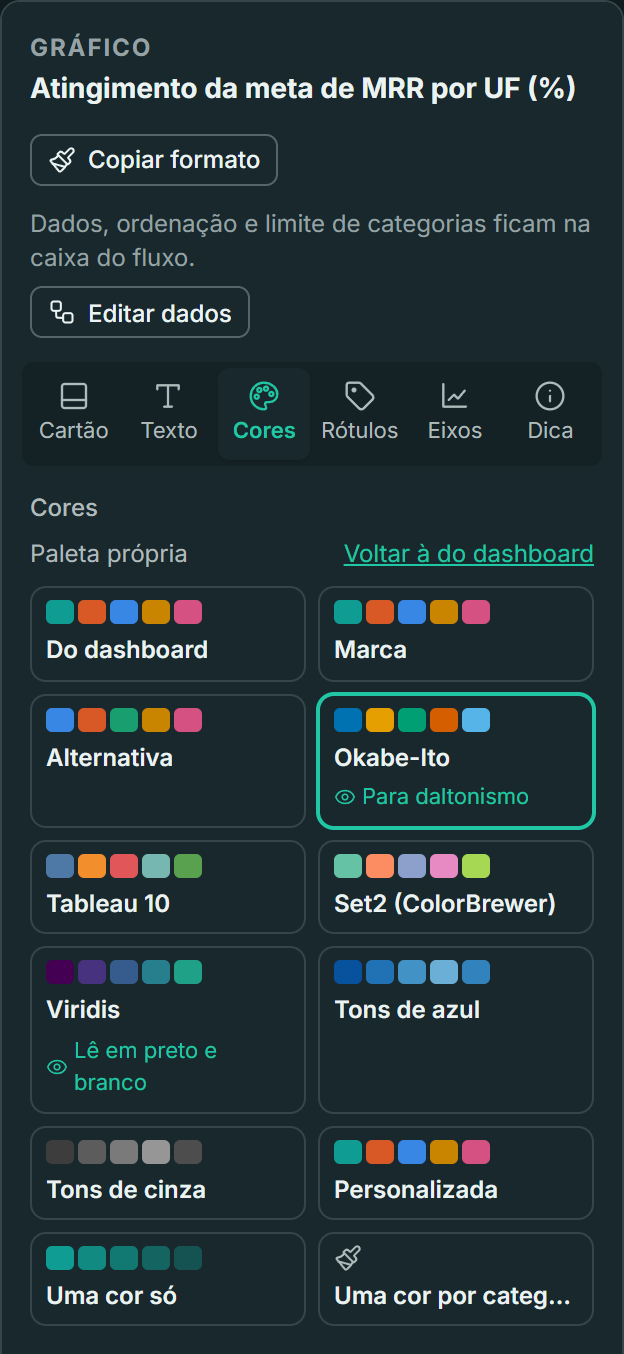 GRÁFICO
Atingimento da meta de MRR por UF (%)
Copiar formato
Dados, ordenação e limite de categorias ficam na
caixa do fluxo.
Editar dados
Cartão Texto Cores Rótulos Eixos Dica
Cores
Paleta própria Voltar à do dashboard
Do dashboard Marca
Alternativa Okabe-Ito
Para daltonismo
Tableau 10 Set2 (ColorBrewer)
Viridis Tons de azul
Lê em preto e
branco
Tons de cinza Personalizada
Uma cor só Uma cor por categ...